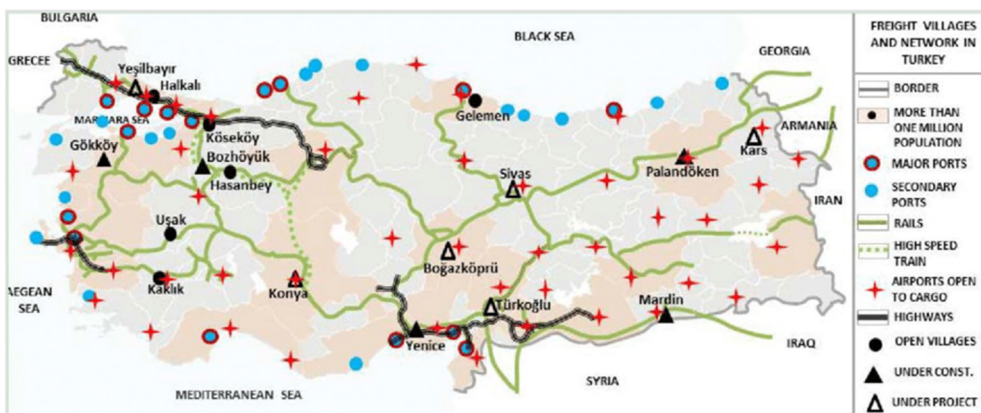 BULGARIA
BLACK SEA
GRECEE
GEORGIA
Yeşilbayır
Halkalı
MARMARA SEA
Gelemen
Köseköy
ARMANIA
Gökköy
Bozhöyük
Kars
Hasanbey
Palandöken
Sivas
IRAN
Uşak
Boğazköprü
AEGEAN
SEA
Kaklık
Konya
Türkoğlu
Mardin
Yenice
IRAQ
SYRIA
MEDITERRANEAN SEA
FREIGHT VILLAGES
AND NETWORK IN
TURKEY
BORDER
MORE THAN
ONE MILLION
POPULATION
MAJOR PORTS
SECONDARY
PORTS
RAILS
HIGH SPEED
TRAIN
AIRPORTS OPEN
TO CARGO
HIGHWAYS
OPEN VILLAGES
UNDER CONST.
UNDER PROJECT